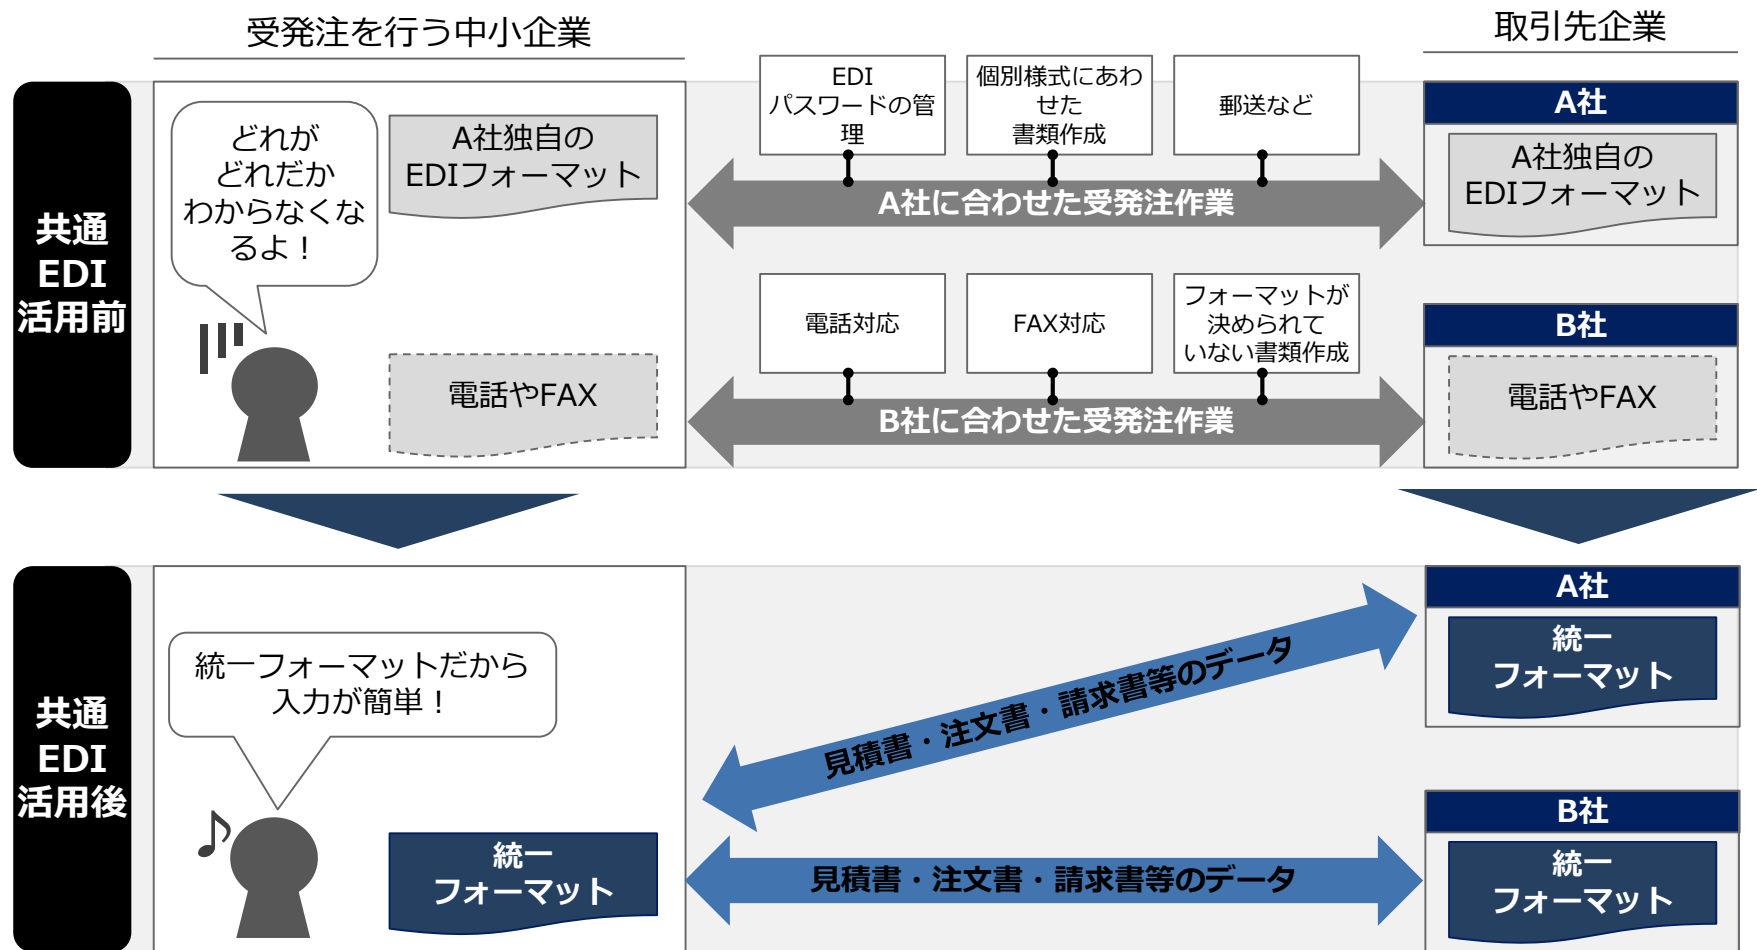 受発注を行う中小企業
取引先企業
共通
EDI
活用前
どれが
どれだか
わからなくな
るよ！
A社独自の
EDIフォーマット
電話やFAX
EDI
パスワードの管
理
個別様式にあわ
せた
書類作成
郵送など
A社に合わせた受発注作業
電話対応
FAX対応
フォーマットが
決められて
いない書類作成
B社に合わせた受発注作業
A社
A社独自の
EDIフォーマット
B社
電話やFAX
共通
EDI
活用後
統一フォーマットだから
入力が簡単！
統一
フォーマット
見積書・注文書・請求書等のデータ
見積書・注文書・請求書等のデータ
A社
統一
フォーマット
B社
統一
フォーマット